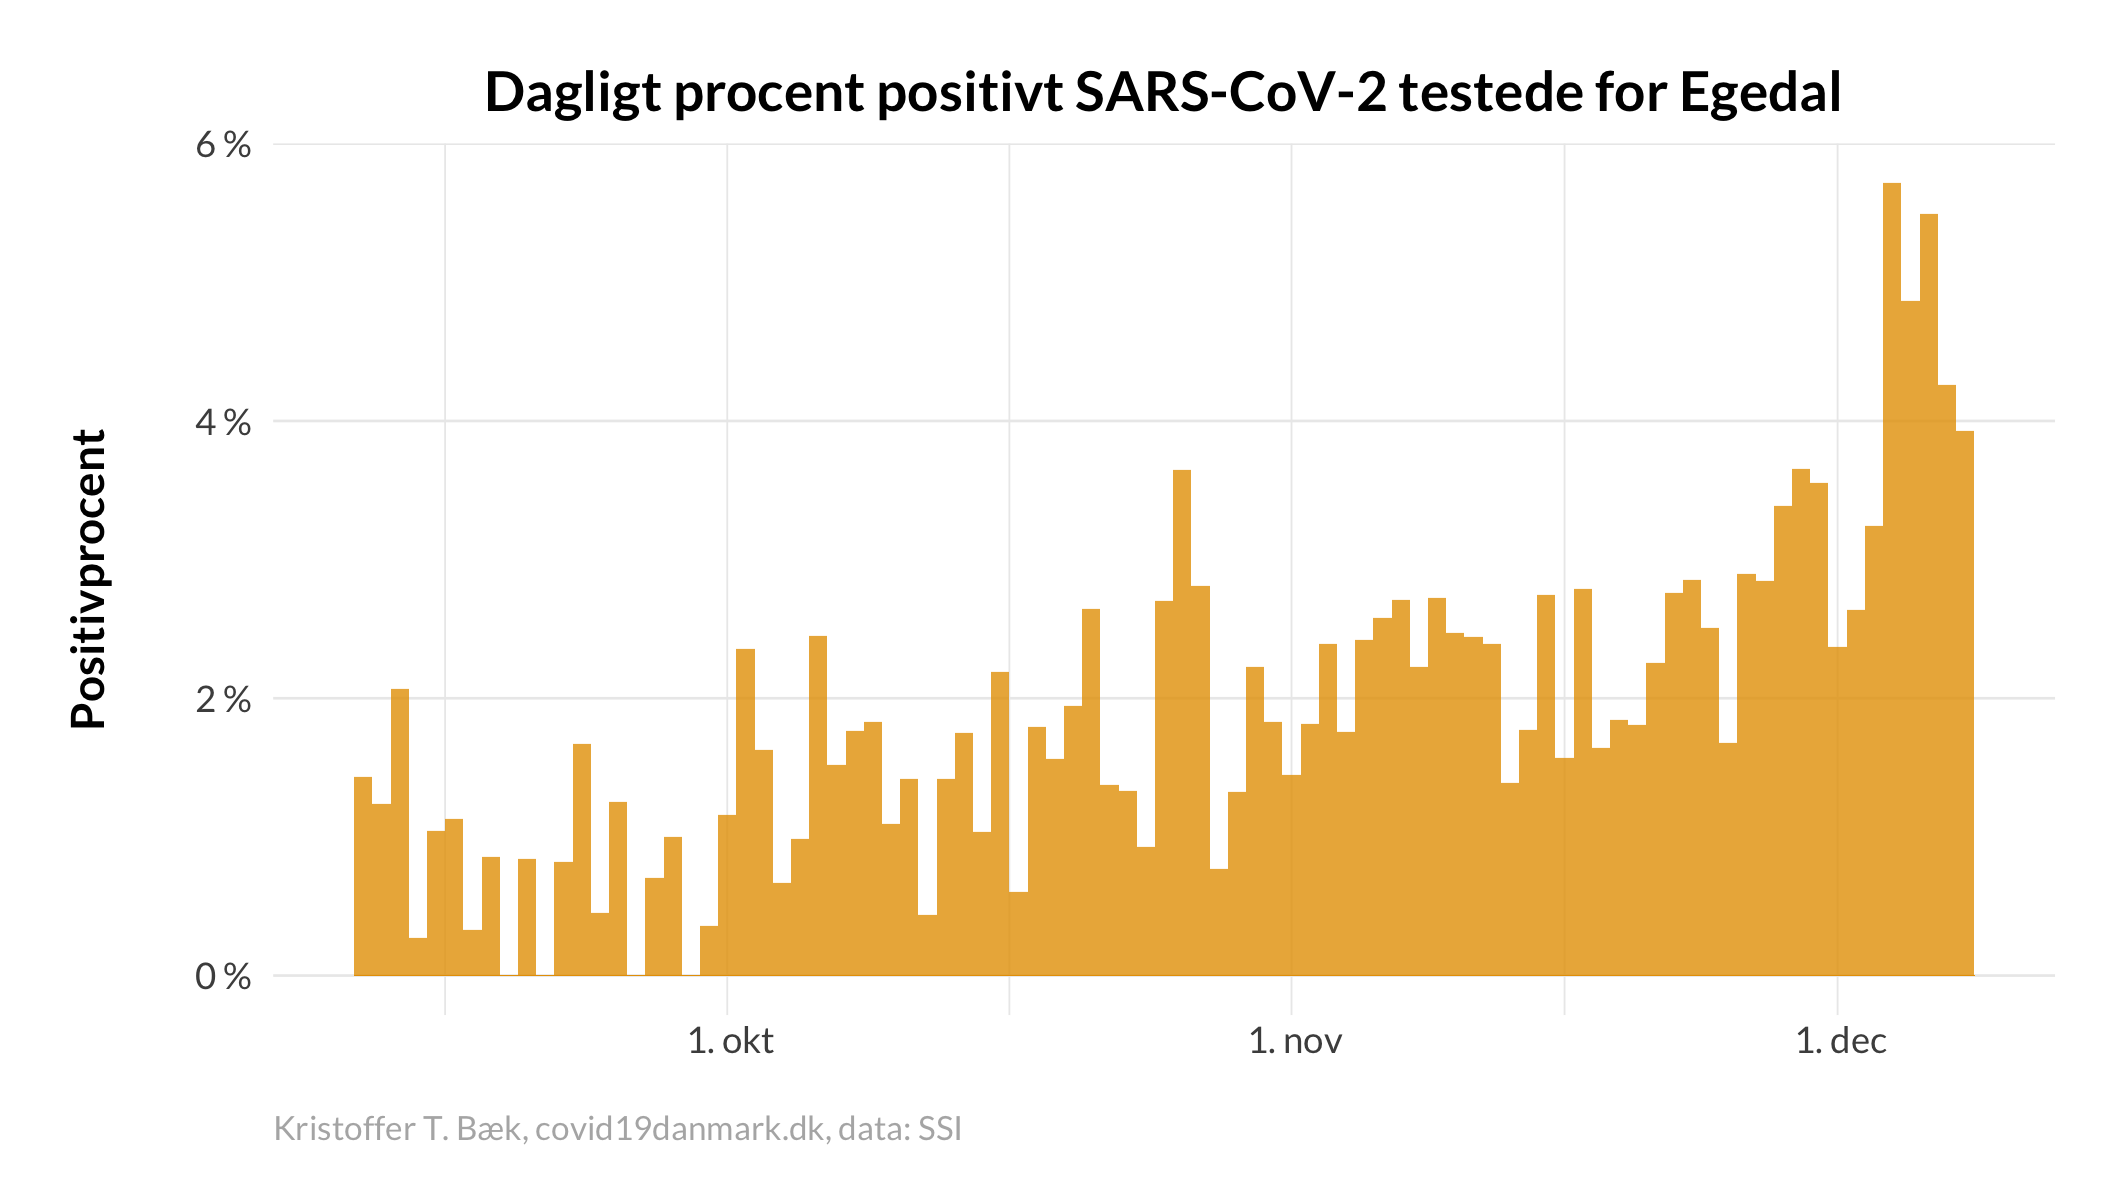 Dagligt procent positivt SARS-CoV-2 testede for Egedal
Positivprocent
6 %
4 %
2 %
0 %
1. okt
1. nov
1. dec
Kristoffer T. Bæk, covid19danmark.dk, data: SSI